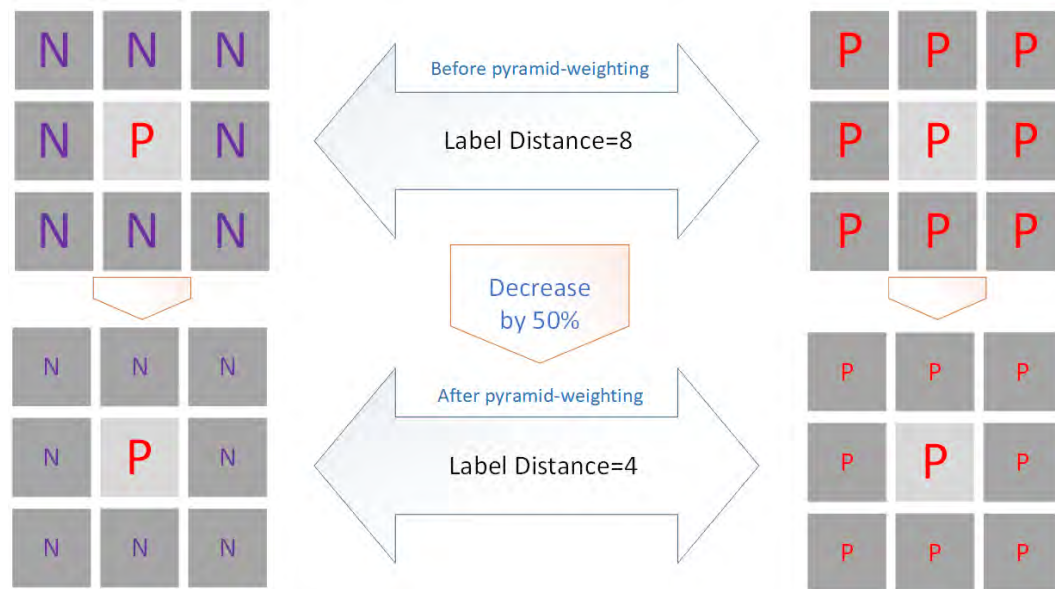 N N N
N P N
N N N
Before pyramid-weighting
Label Distance=8
P P P
P P P
P P P
Decrease
by 50%
N N N
N P N
N N N
After pyramid-weighting
Label Distance=4
P P P
P P P
P P P